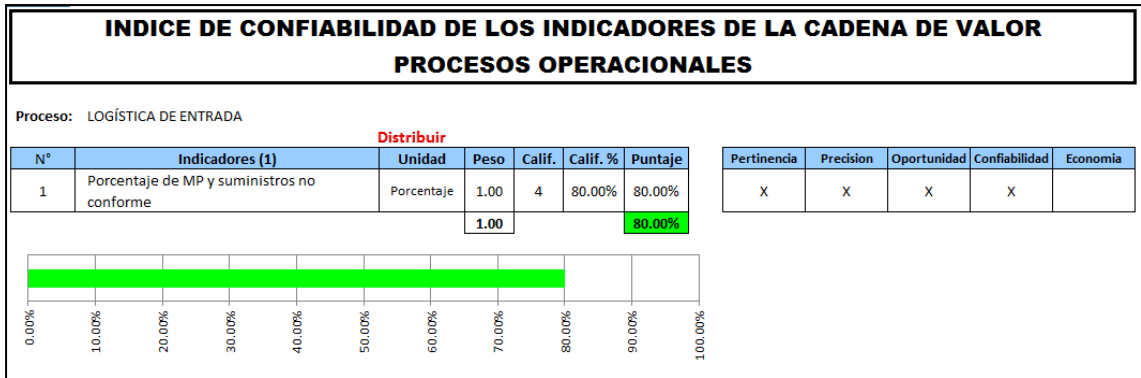 INDICE DE CONFIABILIDAD DE LOS INDICADORES DE LA CADENA DE VALOR
PROCESOS OPERACIONALES
Proceso: LOGÍSTICA DE ENTRADA
Distribuir
N° Indicadores (1) Unidad Peso Calif. Calif. % Puntaje Pertinencia Precision Oportunidad Confiabilidad Economia
1 Porcentaje de MP y suministros no conforme Porcentaje 1.00 4 80.00% 80.00% X X X X
1.00 80.00%
0.00% 10.00% 20.00% 30.00% 40.00% 50.00% 60.00% 70.00% 80.00% 90.00% 100.00%